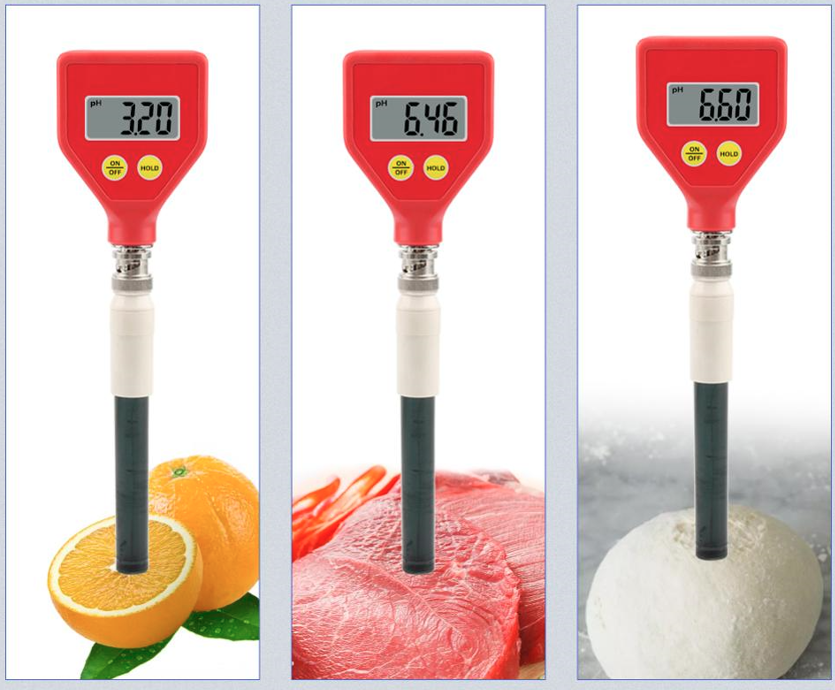 pH 3.20
ON
OFF
HOLD
pH 6.46
ON
OFF
HOLD
pH 6.60
ON
OFF
HOLD